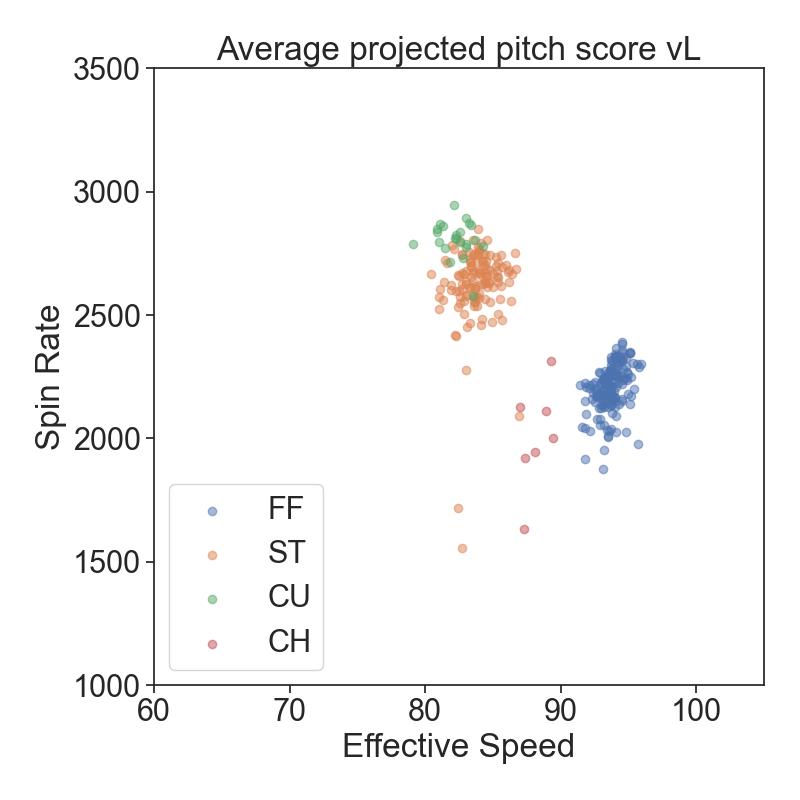 Average projected pitch score vL
3500
3000
2500
2000
1500
1000
Spin Rate
FF
ST
CU
CH
60 70 80 90 100
Effective Speed